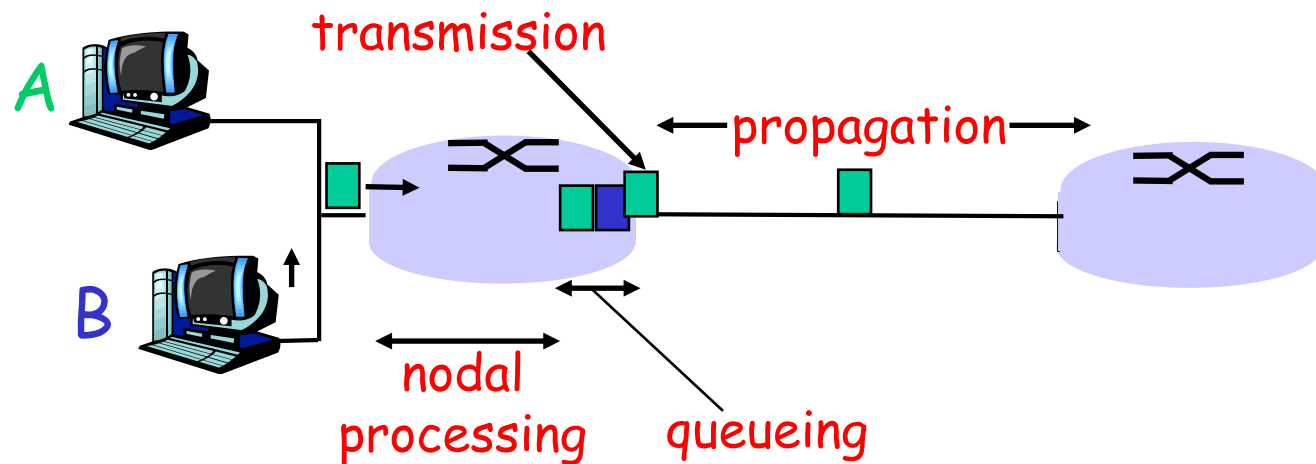 transmission
A
propagation
B
nodal
processing
queueing